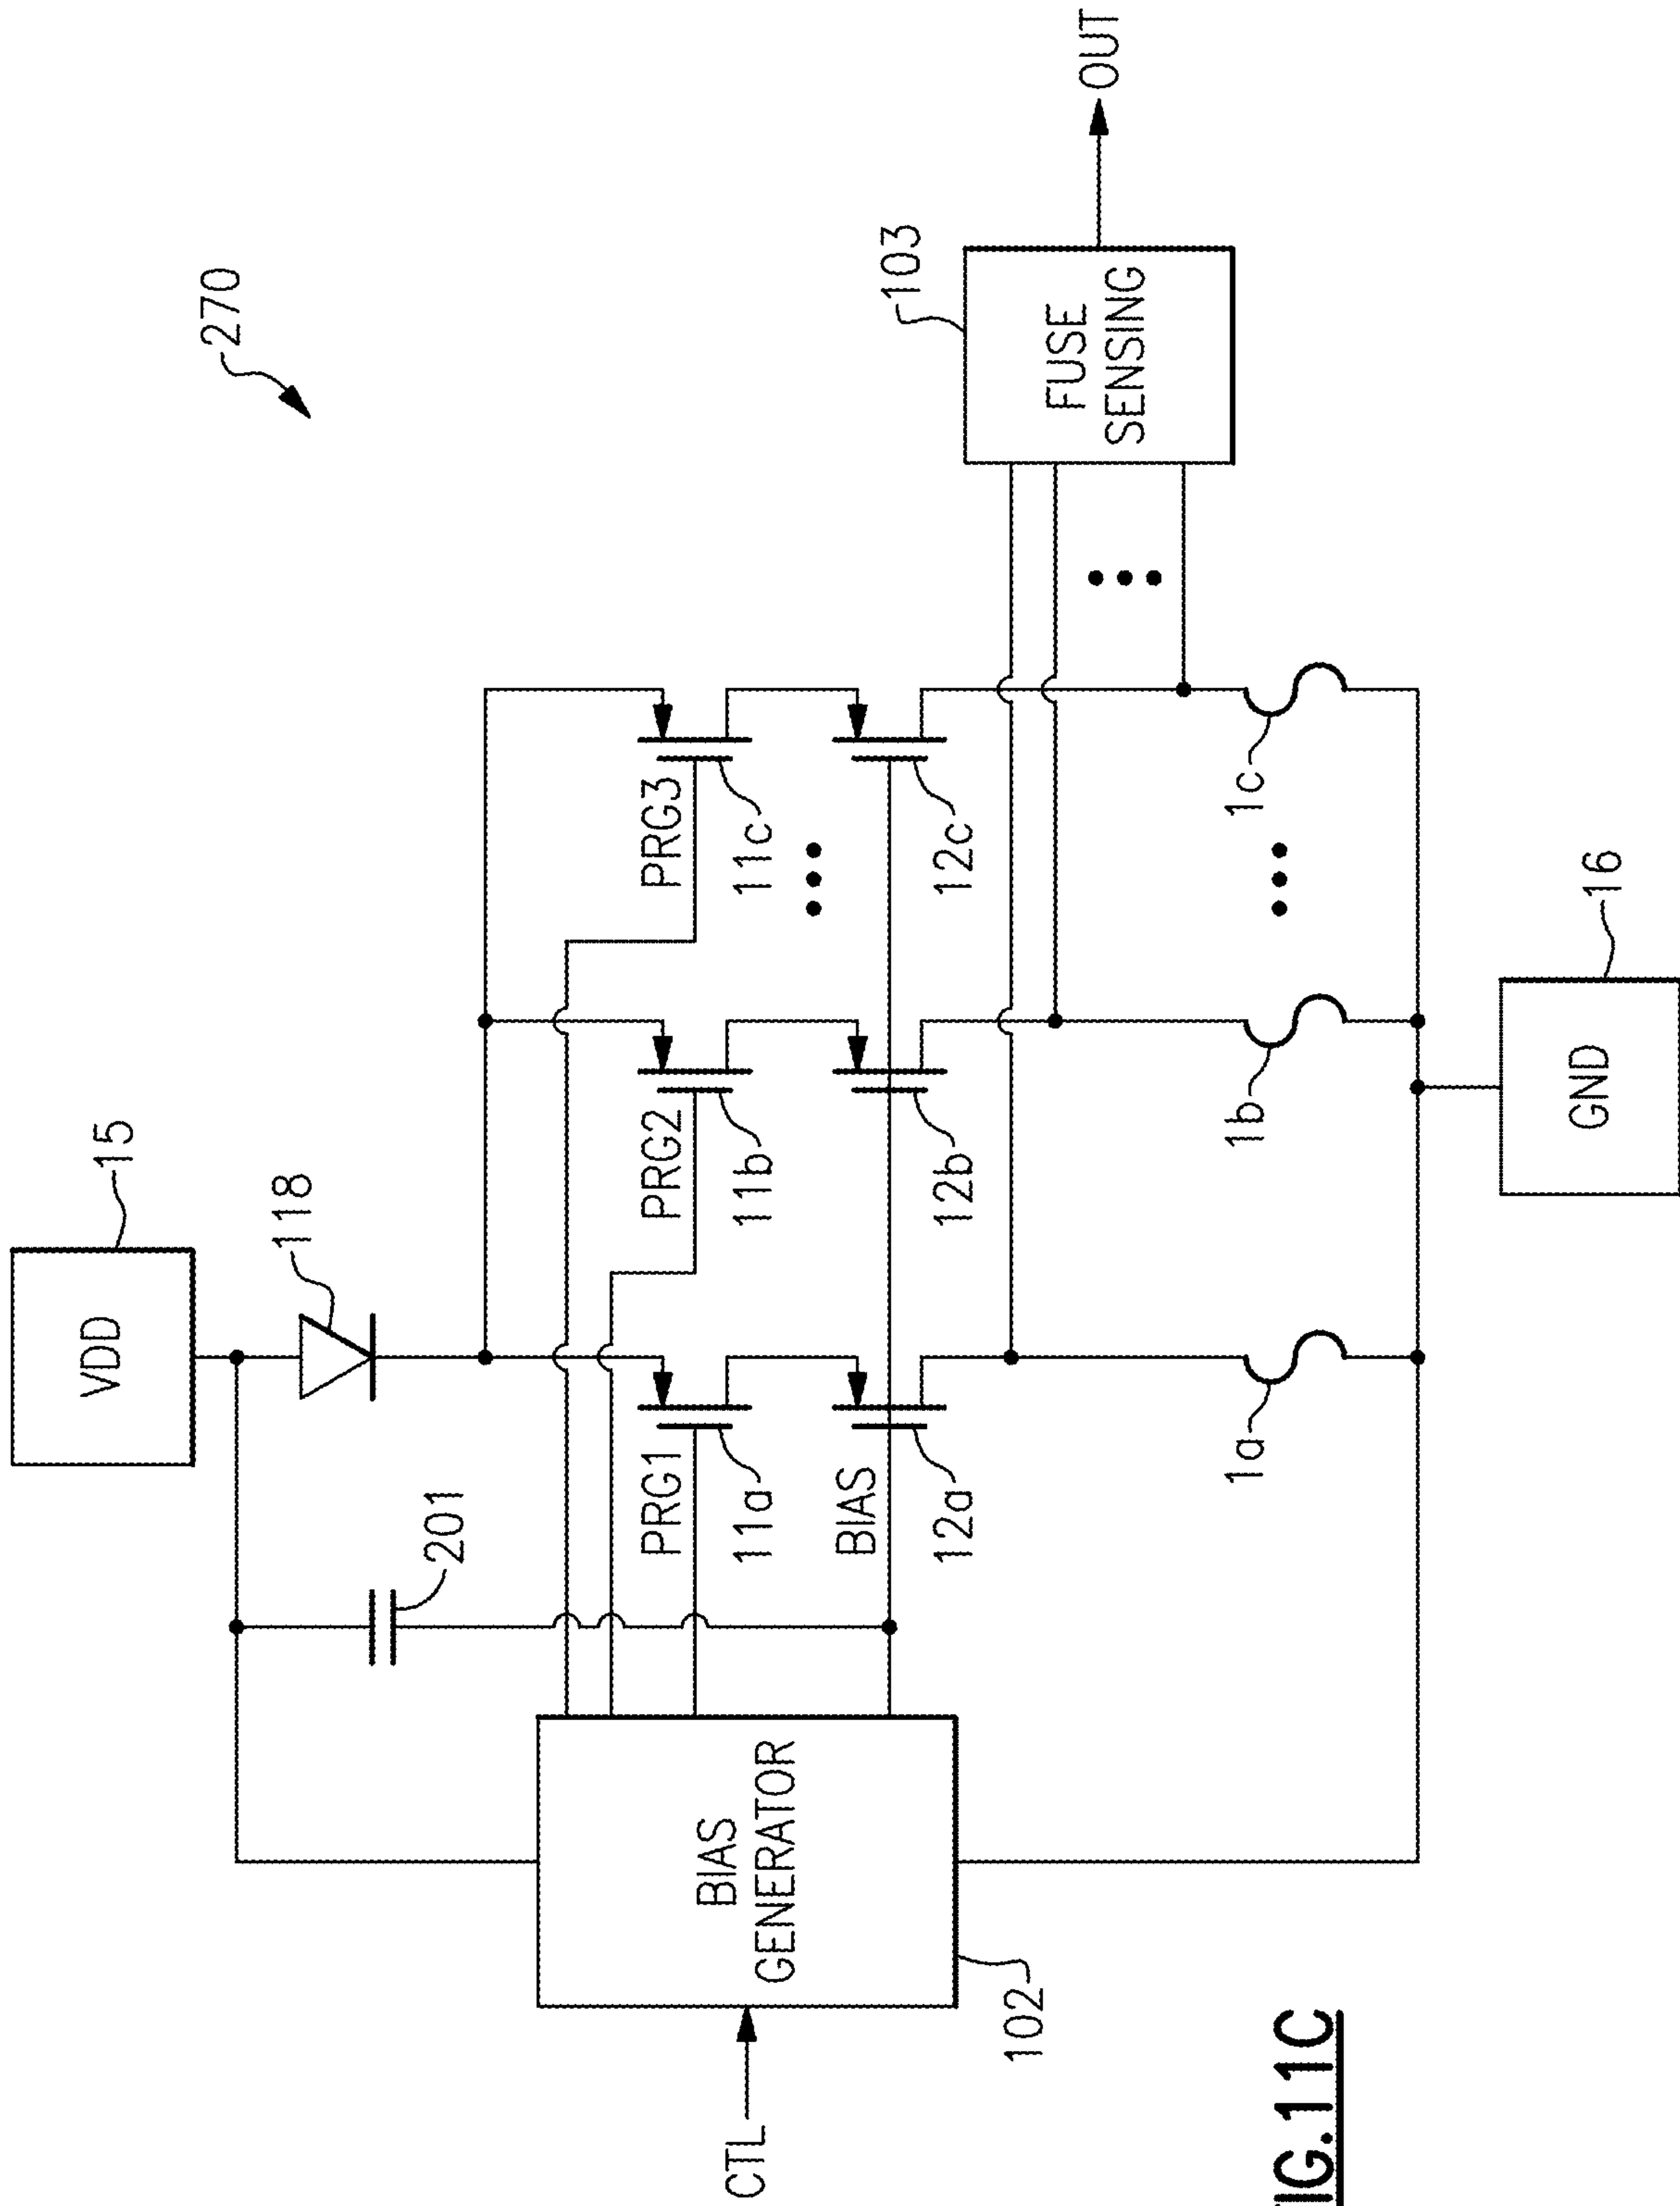 VDD
15
270
118
201
PRG1
PRG2
PRG3
11a
11b
11c
CTL
BIAS
GENERATOR
BIAS
12a
12b
12c
103
102
FUSE
SENSING
OUT
1a
1b
1c
FIG.11C
GND
16